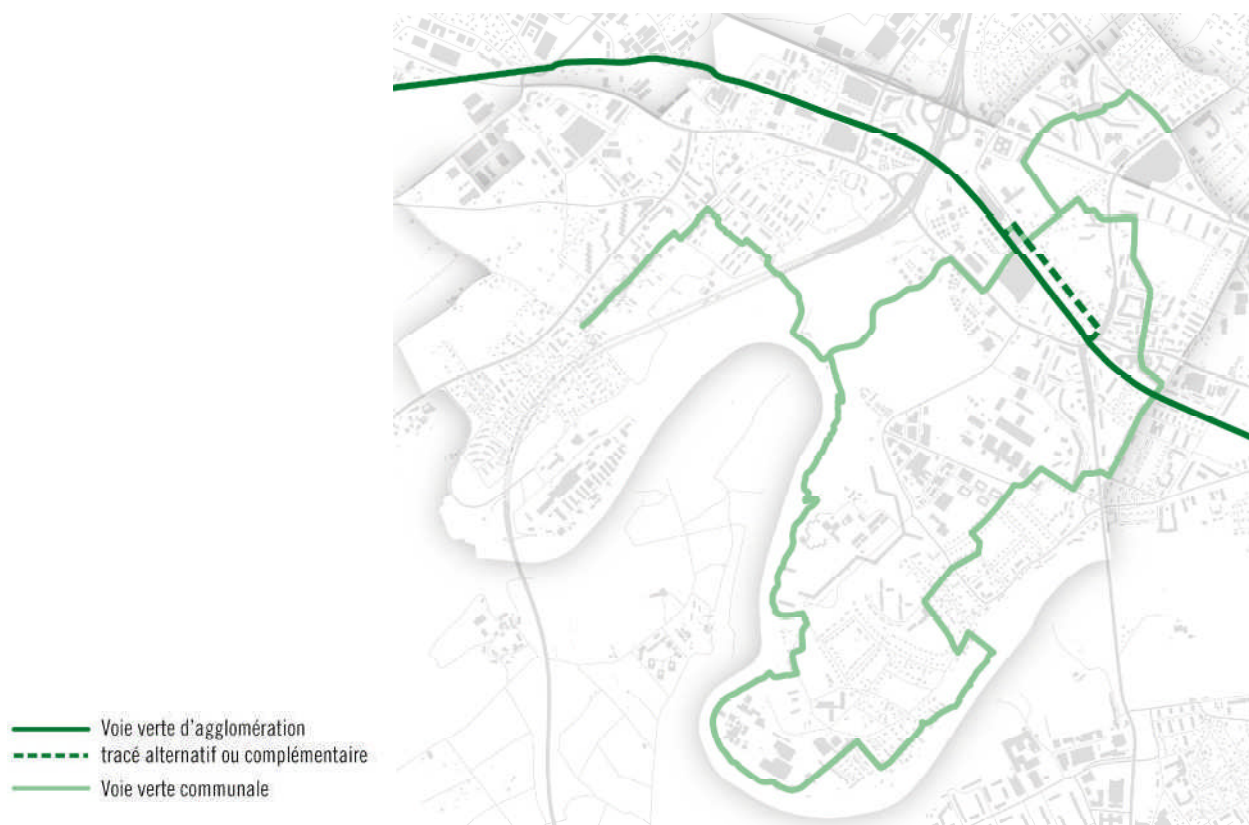 Voie verte d'agglomération
tracé alternatif ou complémentaire
Voie verte communale